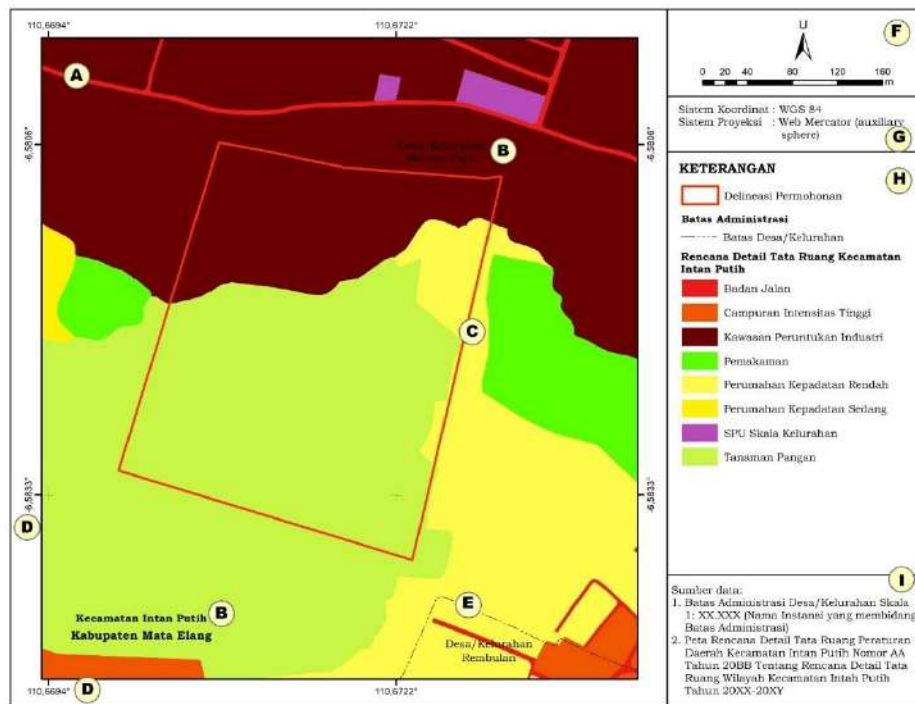 110,6694°
110,6722°
U
F
0 20 40 80 120 160
m
A
Sistem Koordinat : WGS 84
Sistem Proyeksi : Web Mercator (auxiliary
sphere)
G
-6,5806°
-6,5806°
Desa/Kelurahan
B
KETERANGAN
H
Delineasi Permohonan
Batas Administrasi
Batas Desa/Kelurahan
Rencana Detail Tata Ruang Kecamatan
Intan Putih
Badan Jalan
Campuran Intensitas Tinggi
Kawasan Peruntukan Industri
Pemakaman
Perumahan Kepadatan Rendah
Perumahan Kepadatan Sedang
SPU Skala Kelurahan
Tanaman Pangan
C
-6,5833°
-6,5833°
D
Kecamatan Intan Putih
B
Kabupaten Mata Elang
E
Desa/Kelurahan
Rembulan
I
Sumber data:
1. Batas Administrasi Desa/Kelurahan Skala
1: XX.XXX (Nama Instansi yang membidangi
Batas Administrasi)
2. Peta Rencana Detail Tata Ruang Peraturan
Daerah Kecamatan Intan Putih Nomor AA
Tahun 20BB Tentang Rencana Detail Tata
Ruang Wilayah Kecamatan Intah Putih
Tahun 20XX-20XY
110,6694°
D
110,6722°